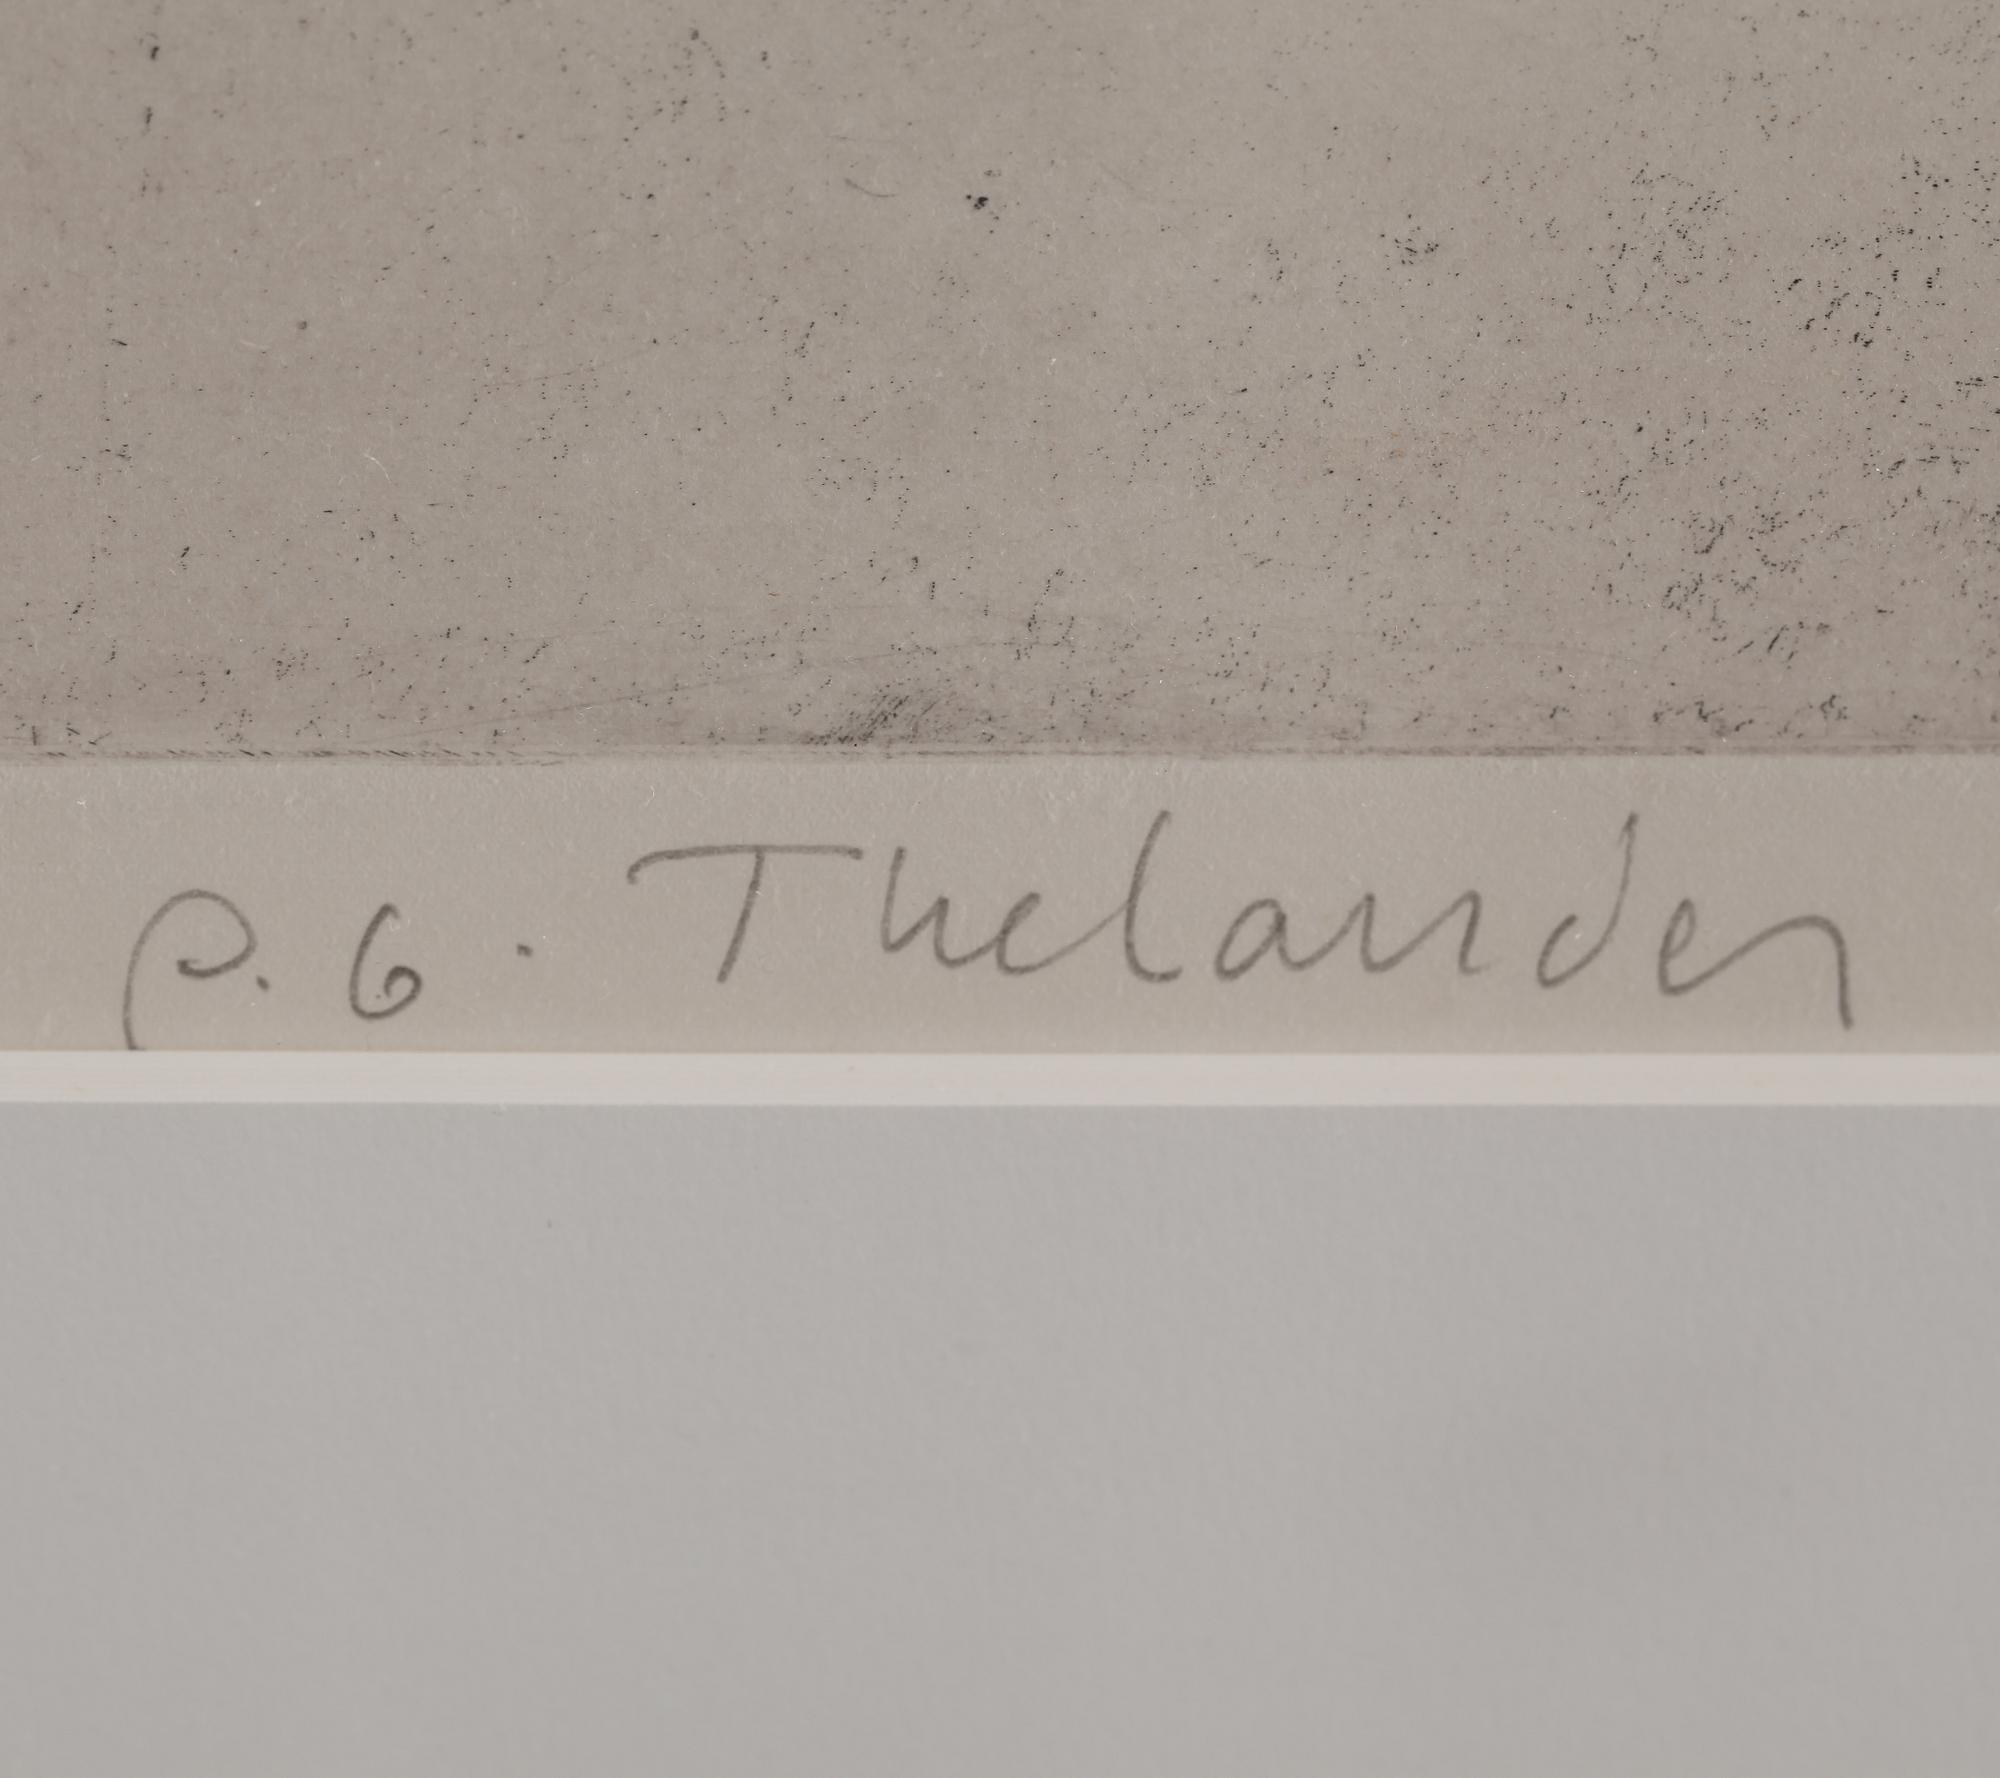 P. G. Thelander